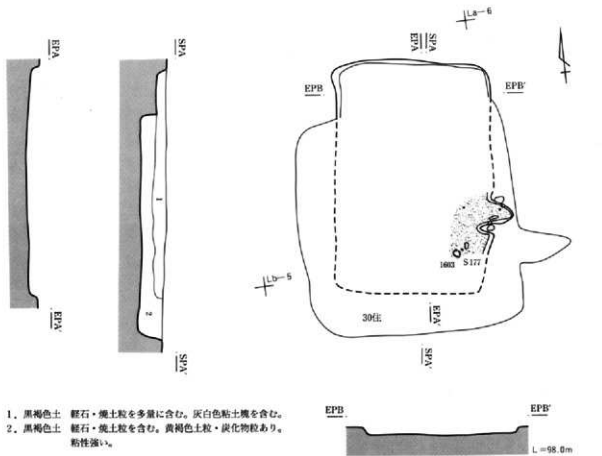 La-6
EPA
SPA
SPA
EPA
EPB
EPB'
1
Lb-5
1603
S177
2
30住
EPA'
EPA'
SPA'
SPA'
1. 黒褐色土 軽石・焼土粒を多量に含む。灰白色粘土塊を含む。
2. 黒褐色土 軽石・焼土粒を含む。黄褐色土粒・炭化物粒あり。
粘性強い。
EPB
EPB'
L=98.0m